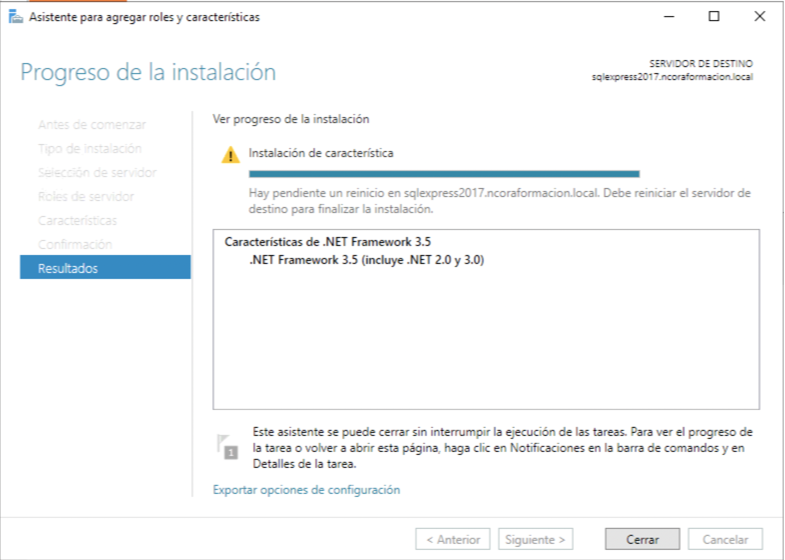 Asistente para agregar roles y características
Progreso de la instalación
SERVIDOR DE DESTINO
sqlexpress2017.ncoraformacion.local
Antes de comenzar
Tipo de instalación
Selección de servidor
Roles de servidor
Características
Confirmación
Resultados
Ver progreso de la instalación
Instalación de característica
Hay pendiente un reinicio en sqlexpress2017.ncoraformacion.local. Debe reiniciar el servidor de
destino para finalizar la instalación.
Características de .NET Framework 3.5
.NET Framework 3.5 (incluye .NET 2.0 y 3.0)
1
Este asistente se puede cerrar sin interrumpir la ejecución de las tareas. Para ver el progreso de
la tarea o volver a abrir esta página, haga clic en Notificaciones en la barra de comandos y en
Detalles de la tarea.
Exportar opciones de configuración
< Anterior
Siguiente >
Cerrar
Cancelar